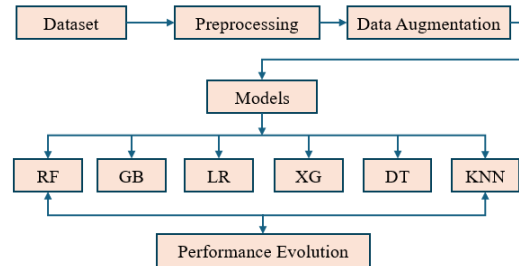 Dataset
Preprocessing
Data Augmentation
Models
RF
GB
LR
XG
DT
KNN
Performance Evolution